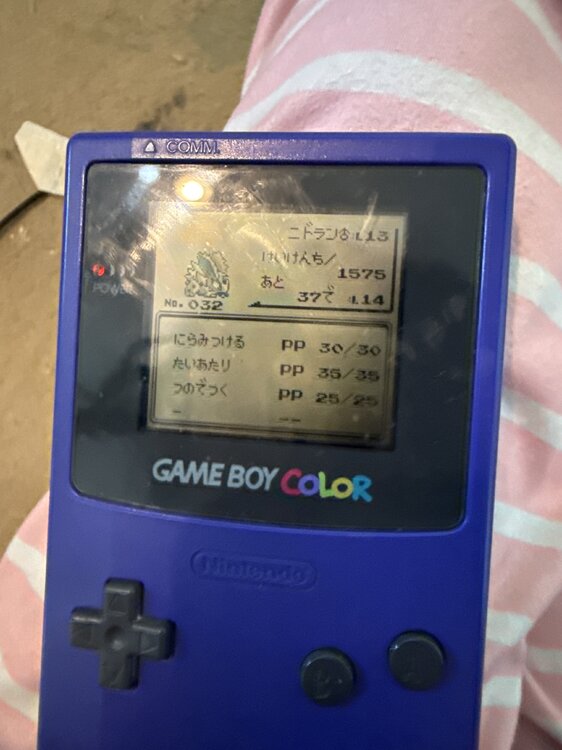 COMM.
POWER
ニドラン♂ :L13
けいけんち/
1575
あと 37で :L14
No.032
にらみつける PP 30/30
たいあたり PP 35/35
つのでつく PP 25/25
- --
GAME BOY COLOR
Nintendo